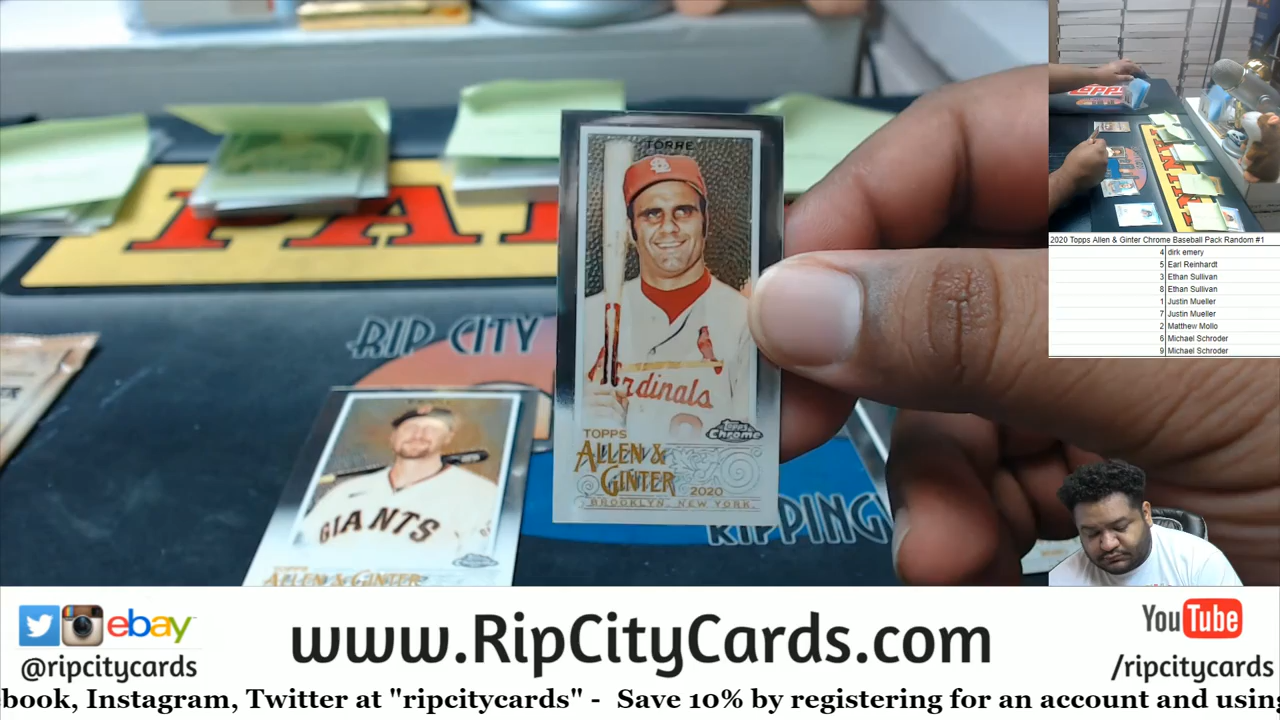 TORRE
Cardinals
Topps Chrome
TOPPS
ALLEN & GINTER
2020
BROOKLYN, NEW YORK.
RIP CITY
RIPPING
GIANTS
TOPPS
ALLEN & GINTER
2020 Topps Allen & Ginter Chrome Baseball Pack Random #1
4 dirk emery
5 Earl Reinhardt
3 Ethan Sullivan
8 Ethan Sullivan
1 Justin Mueller
7 Justin Mueller
2 Matthew Mollo
6 Michael Schroder
9 Michael Schroder
ebay
@ripcitycards
www.RipCityCards.com
YouTube
/ripcitycards
ebook, Instagram, Twitter at "ripcitycards" - Save 10% by registering for an account and using